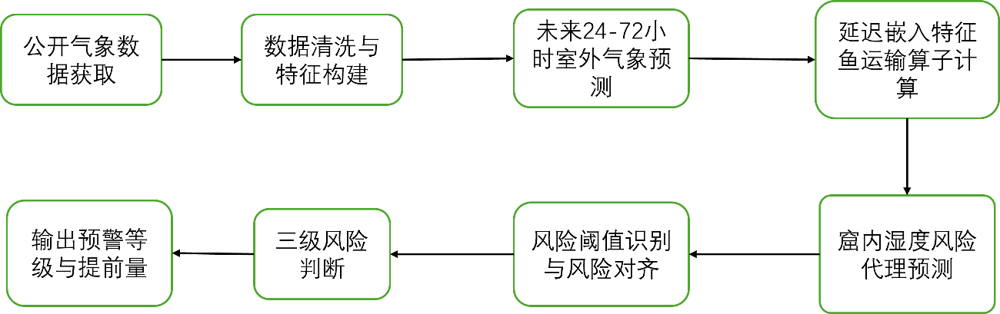 公开气象数
据获取
数据清洗与
特征构建
未来24-72小
时室外气象预
测
延迟嵌入特征
鱼运输算子计
算
窟内湿度风险
代理预测
风险阈值识别
与风险对齐
三级风险
判断
输出预警等
级与提前量